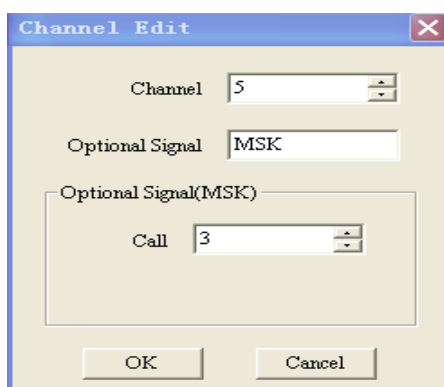 Channel Edit
Channel 5
Optional Signal MSK
Optional Signal(MSK)
Call 3
OK Cancel